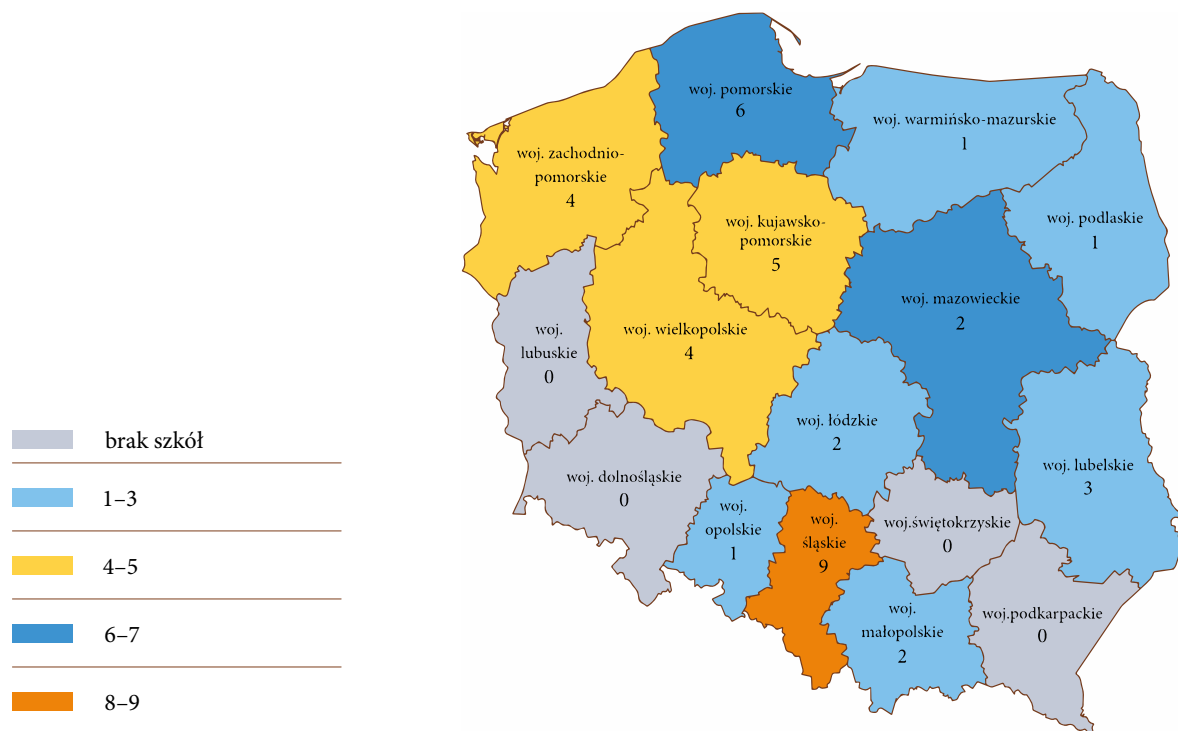 woj. pomorskie
6
woj. warmińsko-mazurskie
1
woj. zachodnio-
pomorskie
4
woj. podlaskie
1
woj. kujawsko-
pomorskie
5
woj. mazowieckie
2
woj.
lubuskie
0
woj. wielkopolskie
4
woj. łódzkie
2
woj. lubelskie
3
woj. dolnośląskie
0
woj.
opolskie
1
woj.
śląskie
9
woj.świętokrzyskie
0
woj.
małopolskie
2
woj.podkarpackie
0
brak szkół
1–3
4–5
6–7
8–9